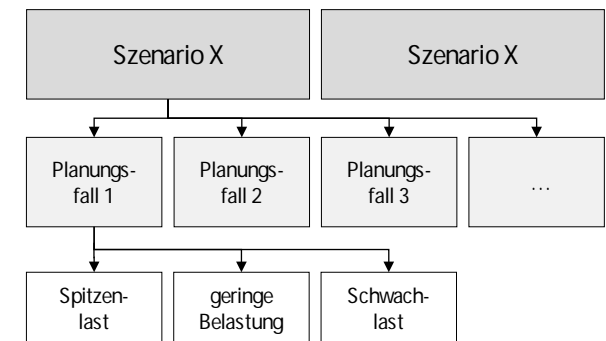 Szenario X
Szenario X
Planungs-
fall 1
Planungs-
fall 2
Planungs-
fall 3
...
Spitzen-
last
geringe
Belastung
Schwach-
last